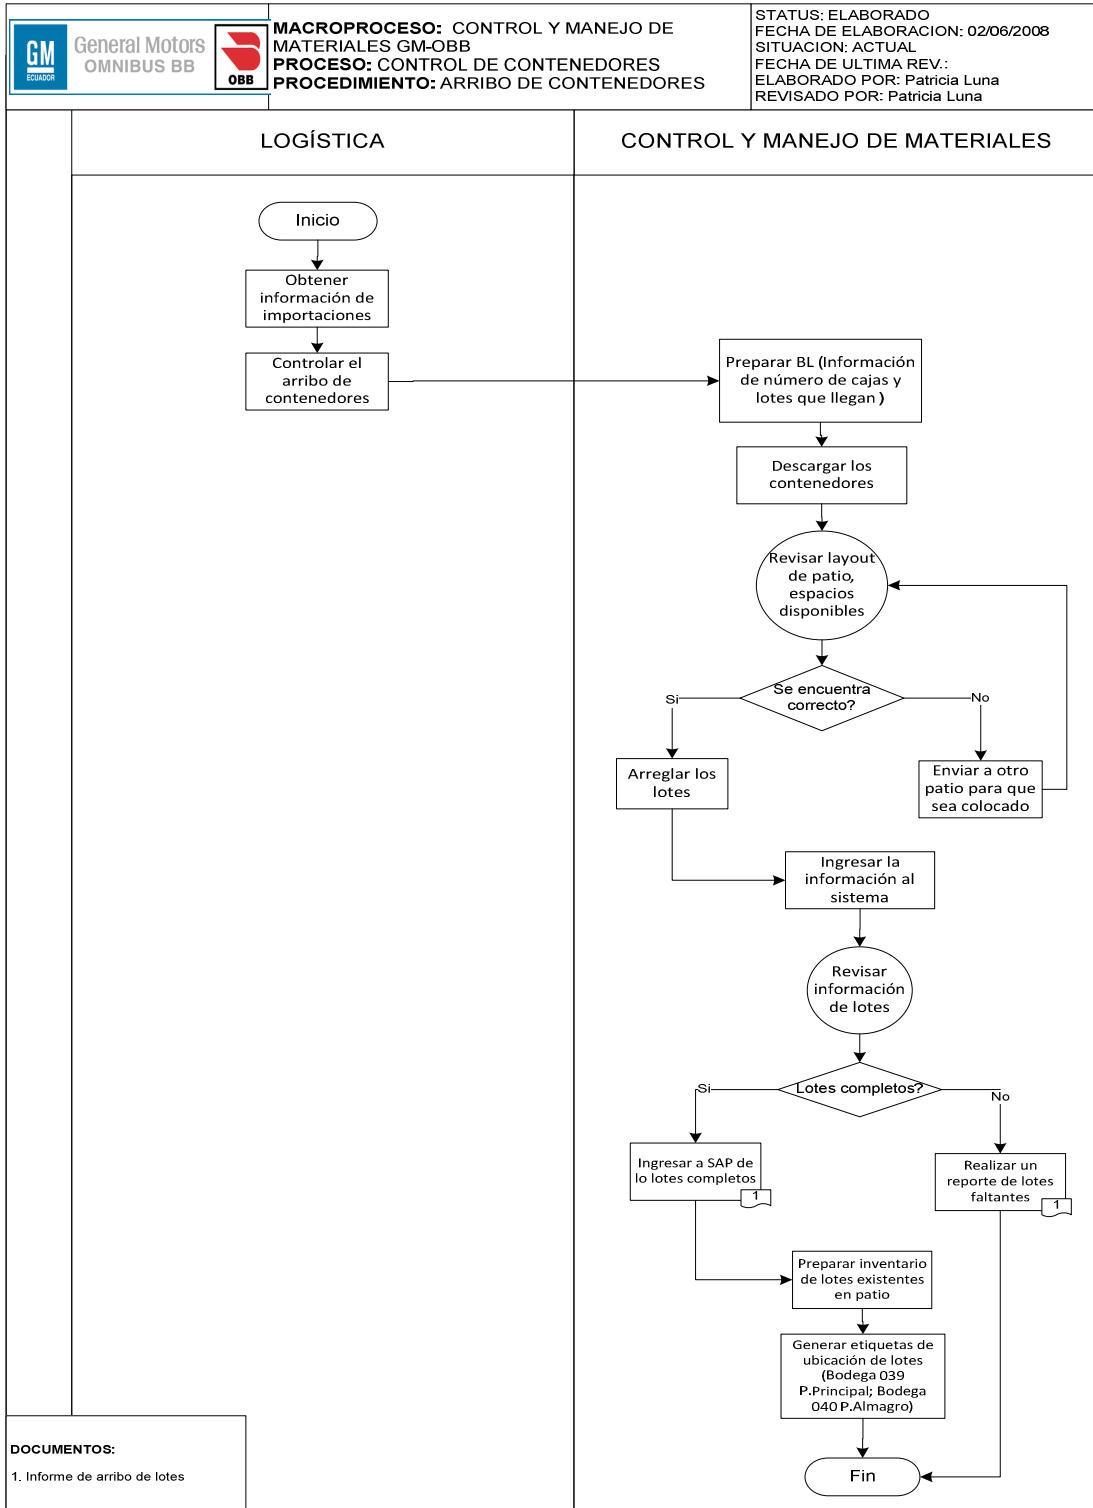 GM
ECUADOR
General Motors
OMNIBUS BB
OBB
MACROPROCESO: CONTROL Y MANEJO DE
MATERIALES GM-OBB
PROCESO: CONTROL DE CONTENEDORES
PROCEDIMIENTO: ARRIBO DE CONTENEDORES
STATUS: ELABORADO
FECHA DE ELABORACION: 02/06/2008
SITUACION: ACTUAL
FECHA DE ULTIMA REV.:
ELABORADO POR: Patricia Luna
REVISADO POR: Patricia Luna
LOGÍSTICA
CONTROL Y MANEJO DE MATERIALES
Inicio
Obtener
información de
importaciones
Controlar el
arribo de
contenedores
Preparar BL (Información
de número de cajas y
lotes que llegan)
Descargar los
contenedores
Revisar layout
de patio,
espacios
disponibles
Se encuentra
correcto?
Si
No
Arreglar los
lotes
Enviar a otro
patio para que
sea colocado
Ingresar la
información al
sistema
Revisar
información
de lotes
Lotes completos?
Si
No
Ingresar a SAP de
lo lotes completos
1
Realizar un
reporte de lotes
faltantes
1
Preparar inventario
de lotes existentes
en patio
Generar etiquetas de
ubicación de lotes
(Bodega 039
P.Principal; Bodega
040 P.Almagro)
Fin
DOCUMENTOS:
1. Informe de arribo de lotes